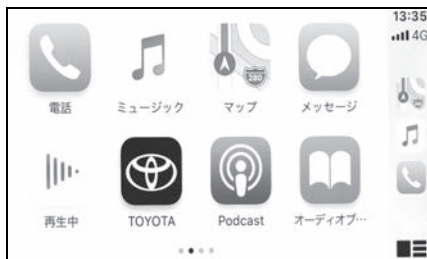 13:35
4G
電話
ミュージック
マップ
メッセージ
280
再生中
TOYOTA
Podcast
オーディオブ…